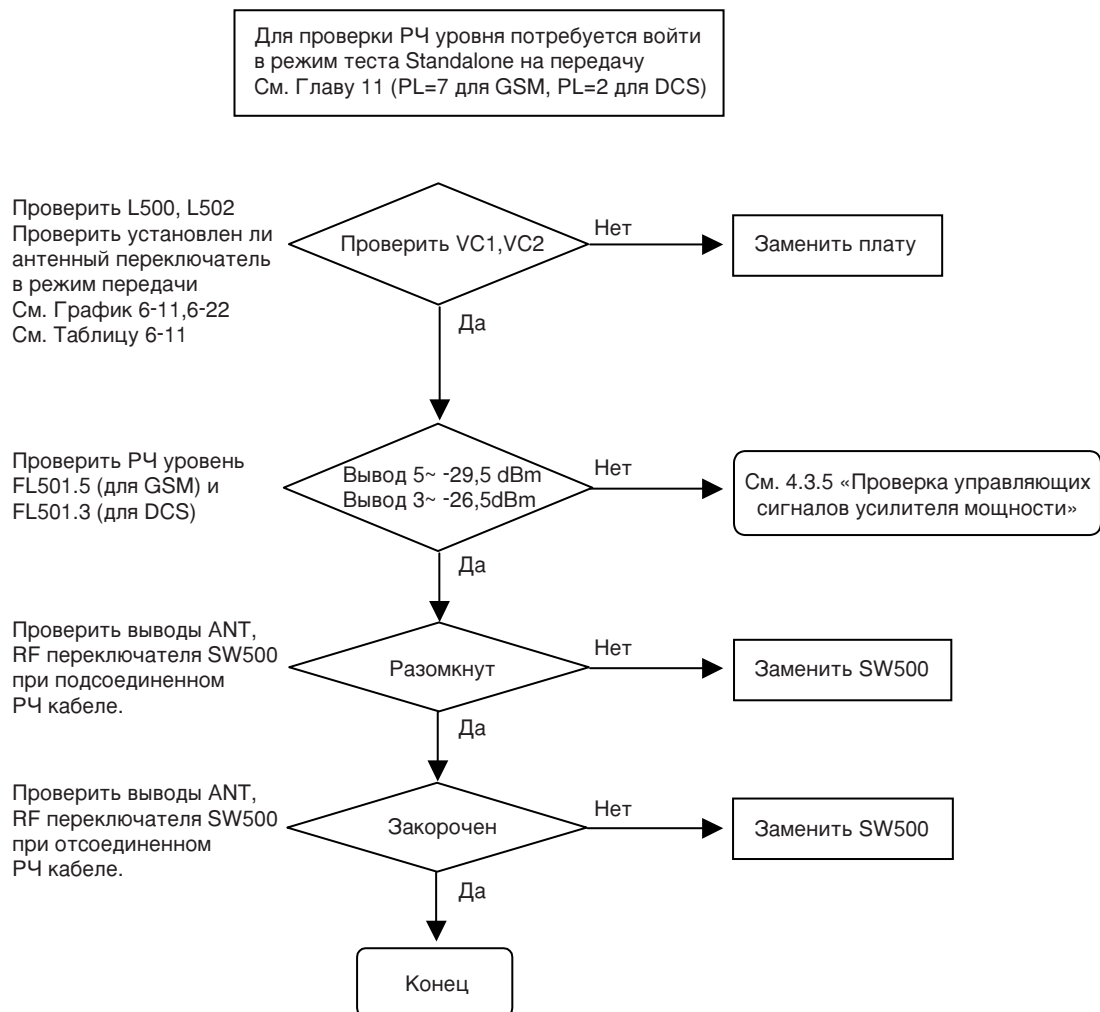 Для проверки РЧ уровня потребуется войти
в режим теста Standalone на передачу
См. Главу 11 (PL=7 для GSM, PL=2 для DCS)
Проверить L500, L502
Проверить установлен ли
антенный переключатель
в режим передачи
См. График 6-11,6-22
См. Таблицу 6-11
Проверить VC1,VC2
Нет
Заменить плату
Да
Проверить РЧ уровень
FL501.5 (для GSM) и
FL501.3 (для DCS)
Вывод 5~ -29,5 dBm
Вывод 3~ -26,5dBm
Нет
См. 4.3.5 «Проверка управляющих
сигналов усилителя мощности»
Да
Проверить выводы ANT,
RF переключателя SW500
при подсоединенном
РЧ кабеле.
Разомкнут
Нет
Заменить SW500
Да
Проверить выводы ANT,
RF переключателя SW500
при отсоединенном
РЧ кабеле.
Закорочен
Нет
Заменить SW500
Да
Конец